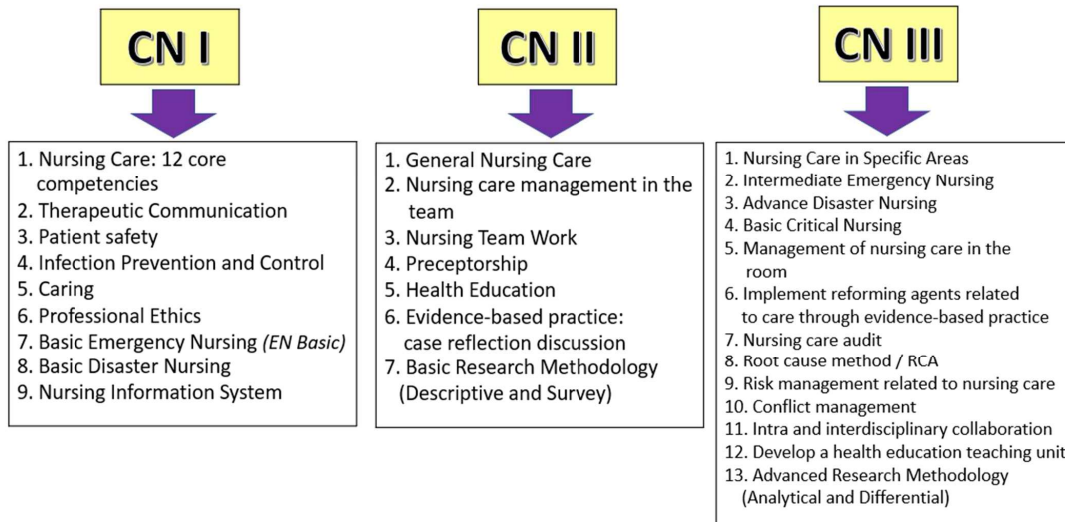 CN I
1. Nursing Care: 12 core
competencies
2. Therapeutic Communication
3. Patient safety
4. Infection Prevention and Control
5. Caring
6. Professional Ethics
7. Basic Emergency Nursing (EN Basic)
8. Basic Disaster Nursing
9. Nursing Information System
CN II
1. General Nursing Care
2. Nursing care management in the
team
3. Nursing Team Work
4. Preceptorship
5. Health Education
6. Evidence-based practice:
case reflection discussion
7. Basic Research Methodology
(Descriptive and Survey)
CN III
1. Nursing Care in Specific Areas
2. Intermediate Emergency Nursing
3. Advance Disaster Nursing
4. Basic Critical Nursing
5. Management of nursing care in the
room
6. Implement reforming agents related
to care through evidence-based practice
7. Nursing care audit
8. Root cause method / RCA
9. Risk management related to nursing care
10. Conflict management
11. Intra and interdisciplinary collaboration
12. Develop a health education teaching unit
13. Advanced Research Methodology
(Analytical and Differential)